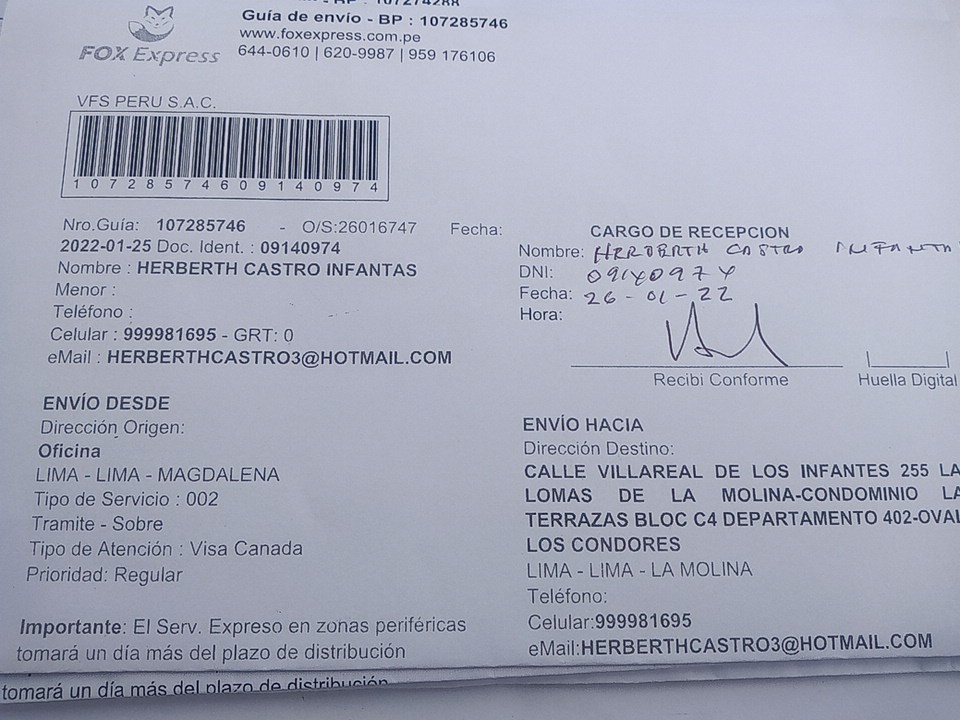 107274288
Guía de envío - BP : 107285746
www.foxexpress.com.pe
644-0610 | 620-9987 | 959 176106
FOX Express
VFS PERU S.A.C.
10728574609140974
Nro.Guía: 107285746 - O/S:26016747 Fecha:
2022-01-25 Doc. Ident. : 09140974
Nombre : HERBERTH CASTRO INFANTAS
Menor :
Teléfono :
Celular : 999981695 - GRT: 0
eMail : HERBERTHCASTRO3@HOTMAIL.COM
CARGO DE RECEPCION
Nombre: HERBERTH CASTRO INFANTA
DNI: 09140974
Fecha: 26-01-22
Hora:
Recibi Conforme
Huella Digital
ENVÍO DESDE
Dirección Origen:
Oficina
LIMA - LIMA - MAGDALENA
Tipo de Servicio : 002
Tramite - Sobre
Tipo de Atención : Visa Canada
Prioridad: Regular
ENVÍO HACIA
Dirección Destino:
CALLE VILLAREAL DE LOS INFANTES 255 LA
LOMAS DE LA MOLINA-CONDOMINIO LA
TERRAZAS BLOC C4 DEPARTAMENTO 402-OVAL
LOS CONDORES
LIMA - LIMA - LA MOLINA
Teléfono:
Celular:999981695
eMail:HERBERTHCASTRO3@HOTMAIL.COM
Importante: El Serv. Expreso en zonas periféricas
tomará un día más del plazo de distribución
tomará un día más del plazo de distribución